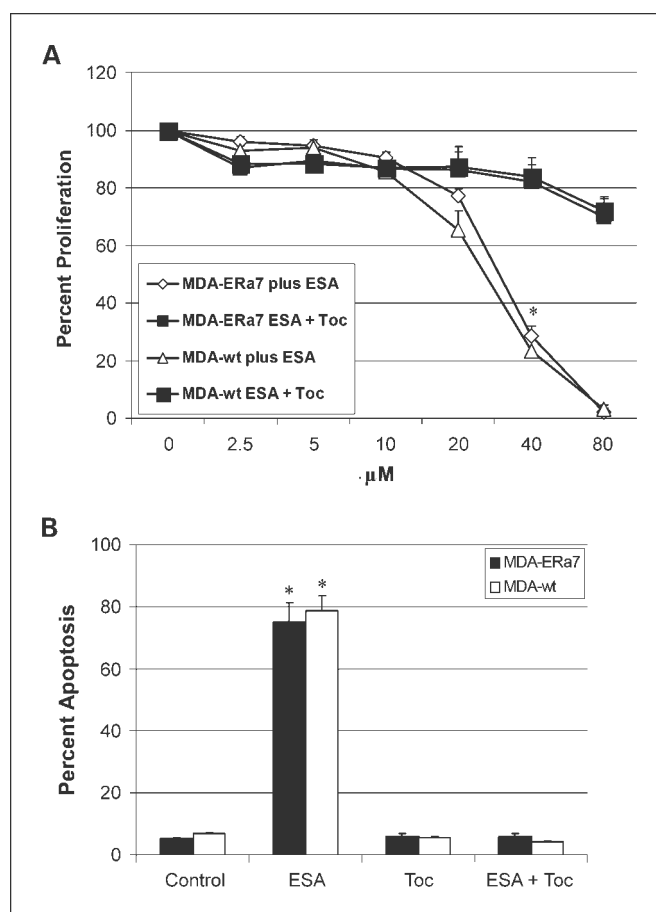 A
120
100
80
60
40
20
0
Percent Proliferation
MDA-ERa7 plus ESA
MDA-ERa7 ESA + Toc
MDA-wt plus ESA
MDA-wt ESA + Toc
*
0 2.5 5 10 20 40 80
. μM
B
100
80
60
40
20
0
Percent Apoptosis
MDA-ERa7
MDA-wt
* *
Control ESA Toc ESA + Toc